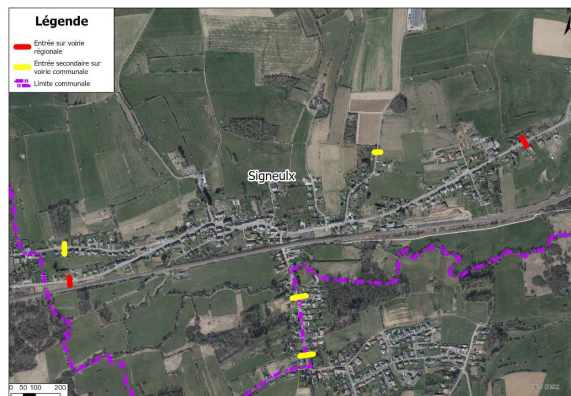 Légende
Entrée sur voirie
régionale
Entrée secondaire sur
voirie communale
Limite communale
Signeulx
0 50 100 200